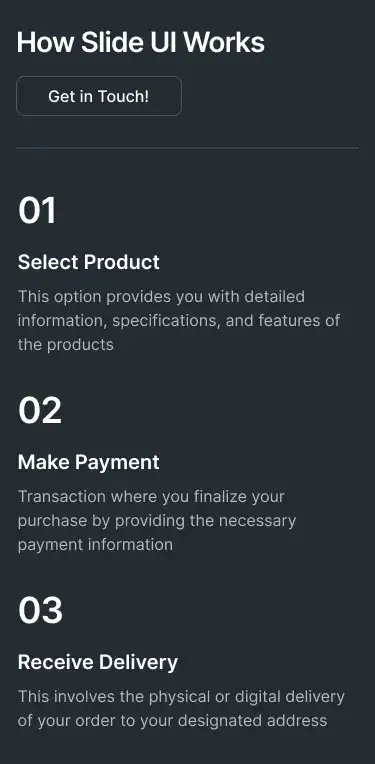 How Slide UI Works
Get in Touch!
01
Select Product
This option provides you with detailed
information, specifications, and features of
the products
02
Make Payment
Transaction where you finalize your
purchase by providing the necessary
payment information
03
Receive Delivery
This involves the physical or digital delivery
of your order to your designated address